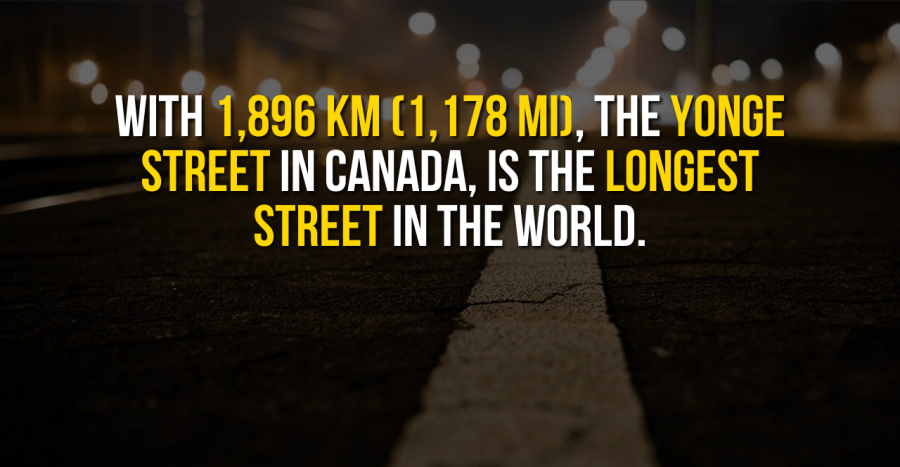 WITH 1,896 KM (1,178 MI), THE YONGE
STREET IN CANADA, IS THE LONGEST
STREET IN THE WORLD.